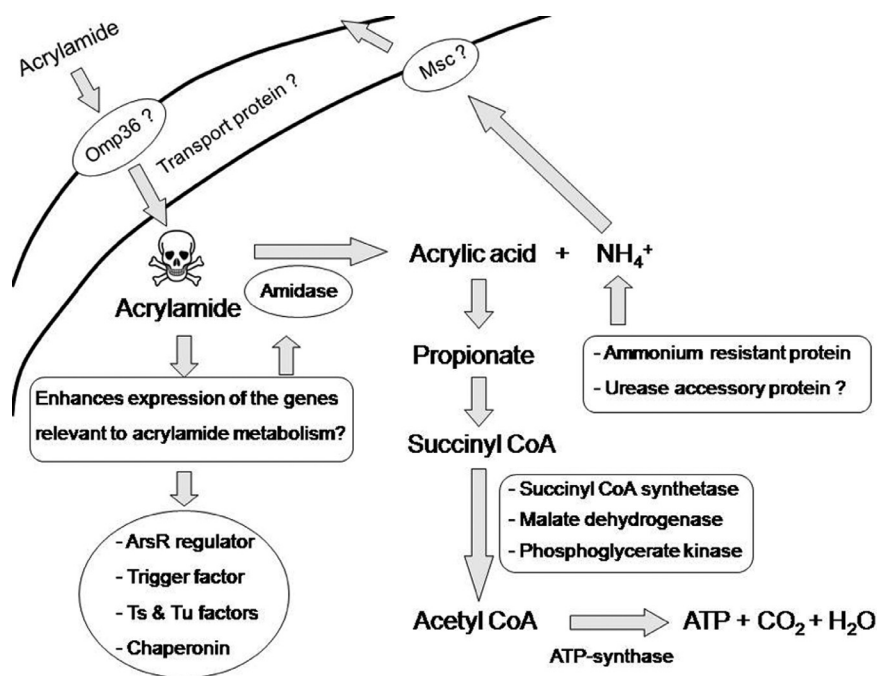 Acrylamide
Omp36 ?
Transport protein ?
Msc ?
Acrylamide
Amidase
Acrylic acid + NH₄⁺
Enhances expression of the genes
relevant to acrylamide metabolism?
- ArsR regulator
- Trigger factor
- Ts & Tu factors
- Chaperonin
Propionate
- Ammonium resistant protein
- Urease accessory protein ?
Succinyl CoA
- Succinyl CoA synthetase
- Malate dehydrogenase
- Phosphoglycerate kinase
Acetyl CoA
ATP-synthase
ATP + CO₂ + H₂O